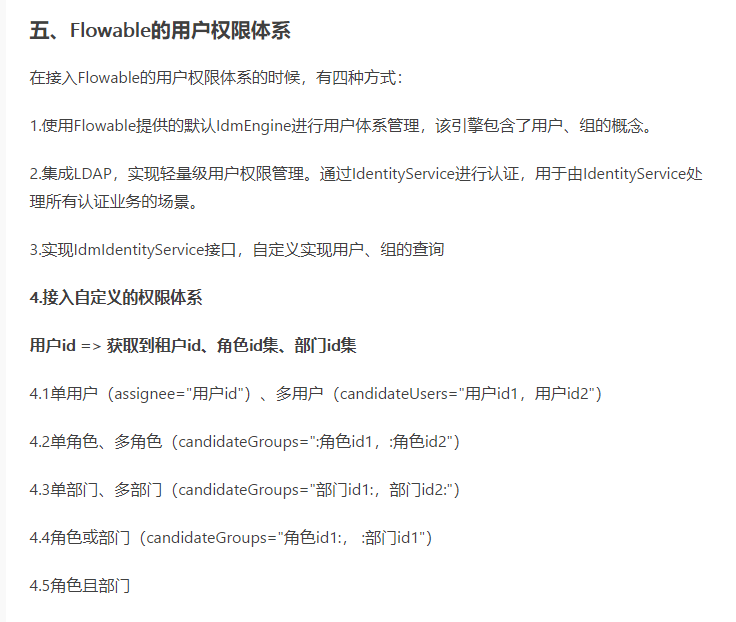 五、Flowable的用户权限体系
在接入Flowable的用户权限体系的时候，有四种方式：
1.使用Flowable提供的默认IdmEngine进行用户体系管理，该引擎包含了用户、组的概念。
2.集成LDAP，实现轻量级用户权限管理。通过IdentityService进行认证，用于由IdentityService处
理所有认证业务的场景。
3.实现IdmIdentityService接口，自定义实现用户、组的查询
4.接入自定义的权限体系
用户id => 获取到租户id、角色id集、部门id集
4.1单用户（assignee="用户id"）、多用户（candidateUsers="用户id1，用户id2"）
4.2单角色、多角色（candidateGroups=":角色id1，:角色id2"）
4.3单部门、多部门（candidateGroups="部门id1:，部门id2:"）
4.4角色或部门（candidateGroups="角色id1:， :部门id1"）
4.5角色且部门